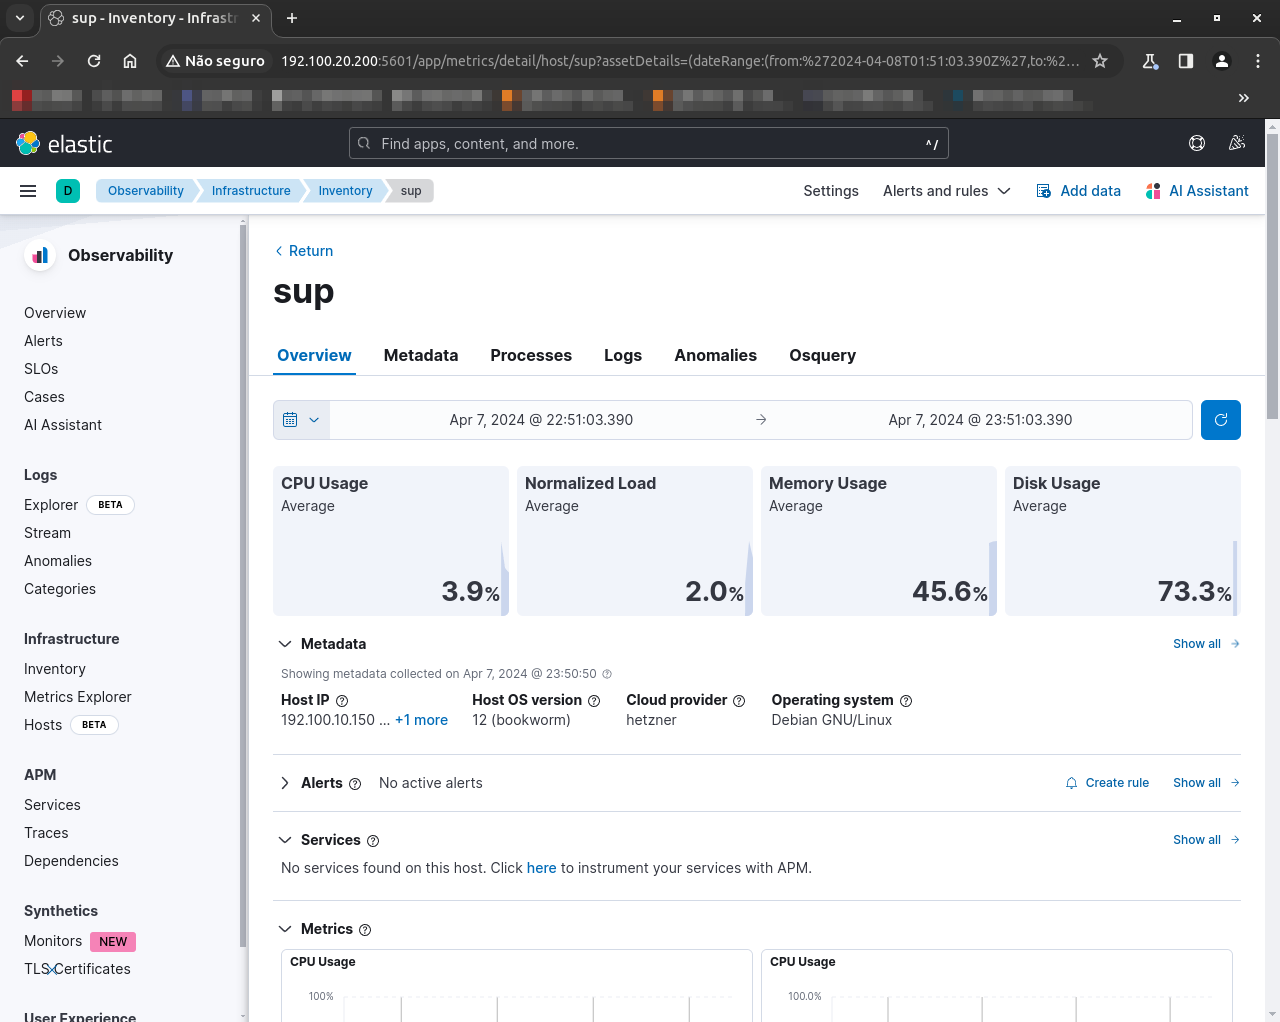 sup - Inventory - Infrastr
Não seguro 192.100.20.200:5601/app/metrics/detail/host/sup?assetDetails=(dateRange:(from:%272024-04-08T01:51:03.390Z%27,to:%2...
elastic
Find apps, content, and more.
^/
D
Observability
Infrastructure
Inventory
sup
Settings
Alerts and rules
Add data
AI Assistant
Observability
Overview
Alerts
SLOs
Cases
AI Assistant
Logs
Explorer BETA
Stream
Anomalies
Categories
Infrastructure
Inventory
Metrics Explorer
Hosts BETA
APM
Services
Traces
Dependencies
Synthetics
Monitors NEW
TLS Certificates
User Experience
Return
sup
Overview Metadata Processes Logs Anomalies Osquery
Apr 7, 2024 @ 22:51:03.390 → Apr 7, 2024 @ 23:51:03.390
CPU Usage
Average
3.9%
Normalized Load
Average
2.0%
Memory Usage
Average
45.6%
Disk Usage
Average
73.3%
Metadata
Show all
Showing metadata collected on Apr 7, 2024 @ 23:50:50
Host IP
192.100.10.150 ... +1 more
Host OS version
12 (bookworm)
Cloud provider
hetzner
Operating system
Debian GNU/Linux
Alerts No active alerts
Create rule
Show all
Services
Show all
No services found on this host. Click here to instrument your services with APM.
Metrics
CPU Usage
100%
CPU Usage
100.0%